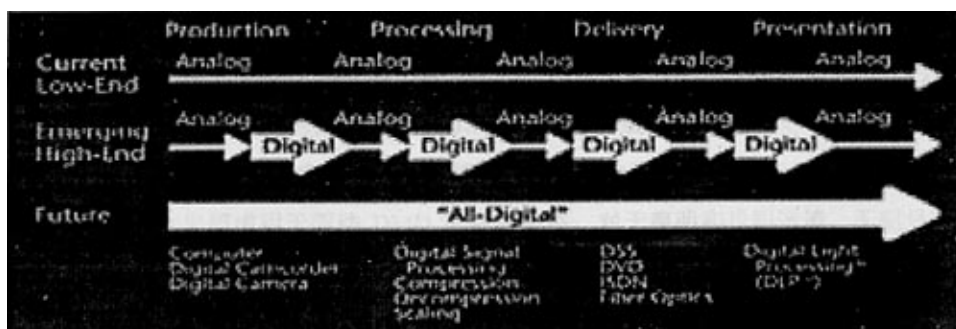 Production Processing Delivery Presentation
Current Analog Analog Analog Analog Analog
Low-End
Emerging Analog Analog Analog Analog Analog
High-End Digital Digital Digital Digital
Future "All-Digital"
Computer Digital Signal DSS Digital Light
Digital Camcorder Processing DVD Processing™
Digital Camera Compression ISDN (DLP™)
Decompression Fiber Optics
Scaling